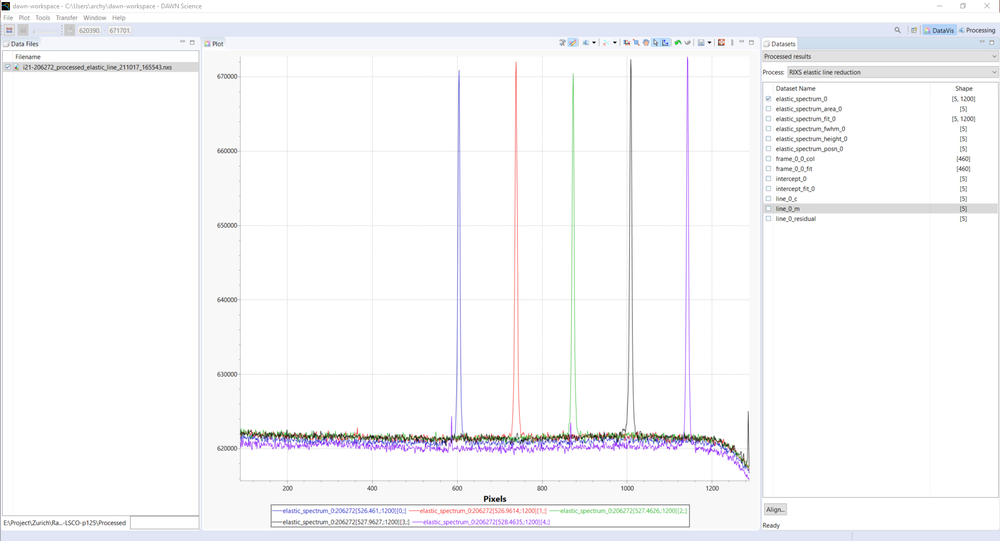 dawn-workspace - C:\Users\archy\dawn-workspace - DAWN Science
File Plot Tools Transfer Window Help
620390. - 671701.
DataVis Processing
Data Files
Filename
i21-206272_processed_elastic_line_211017_165543.nxs
E:\Project\Zurich\Ra...-LSCO-p125\Processed
Plot
670000
660000
650000
640000
630000
620000
200 400 600 800 1000 1200
Pixels
elastic_spectrum_0:206272[526.461,:1200][0,:] elastic_spectrum_0:206272[526.9614,:1200][1,:] elastic_spectrum_0:206272[527.4626,:1200][2,:]
elastic_spectrum_0:206272[527.9627,:1200][3,:] elastic_spectrum_0:206272[528.4635,:1200][4,:]
Datasets
Processed results
Process: RIXS elastic line reduction
Dataset Name Shape
elastic_spectrum_0 [5, 1200]
elastic_spectrum_area_0 [5]
elastic_spectrum_fit_0 [5, 1200]
elastic_spectrum_fwhm_0 [5]
elastic_spectrum_height_0 [5]
elastic_spectrum_posn_0 [5]
frame_0_0_col [460]
frame_0_0_fit [460]
intercept_0 [5]
intercept_fit_0 [5]
line_0_c [5]
line_0_m [5]
line_0_residual [5]
Align...
Ready